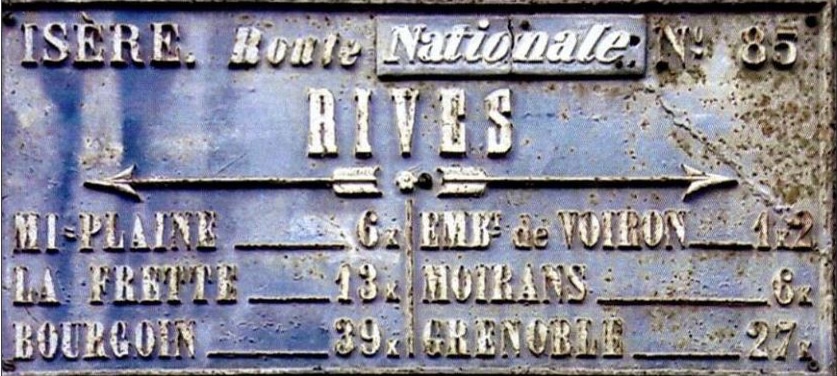 ISÈRE. Route Nationale. Nº 85
RIVES
MI=PLAINE 6K EMBT de VOIRON 1K2
LA FRETTE 13K MOIRANS 6K
BOURGOIN 39K GRENOBLE 27K